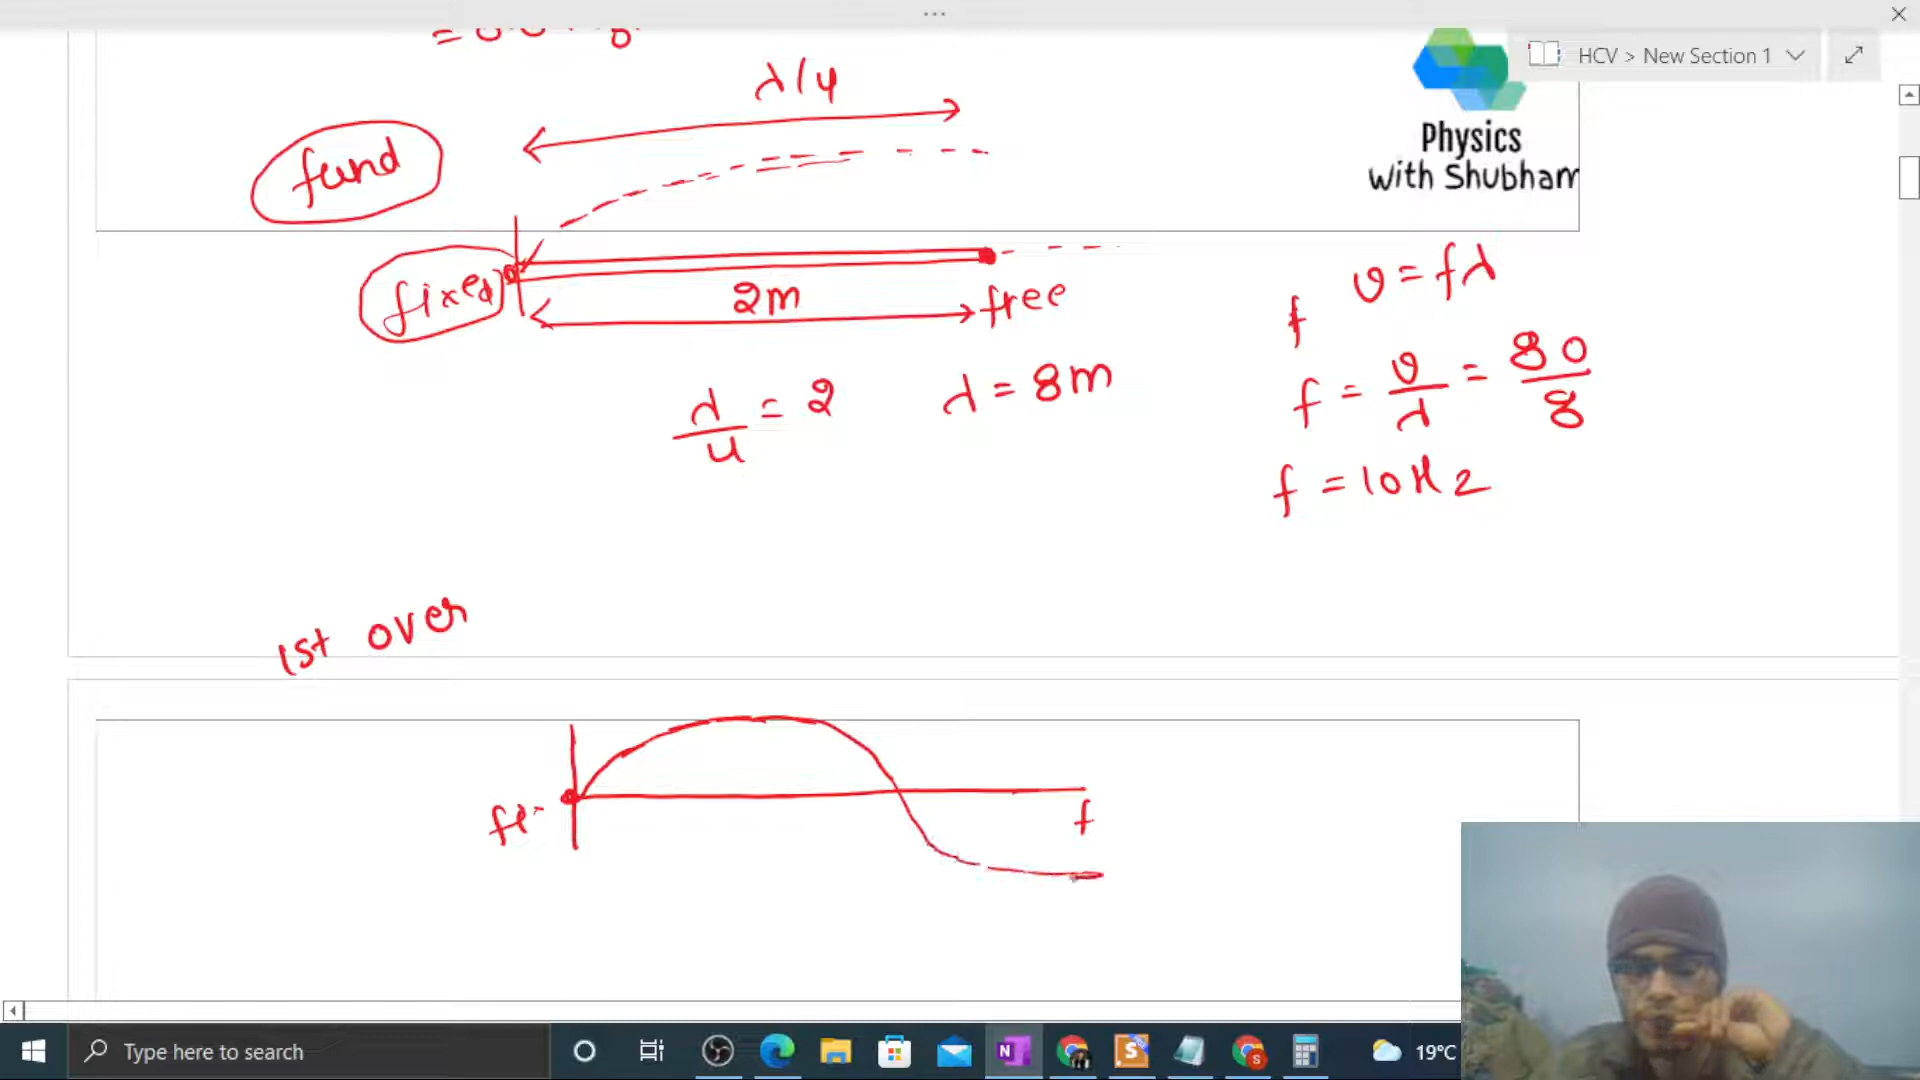 HCV > New Section 1
λ/4
Physics
with Shubham
fund
fixed
2m
free
v = fλ
f
λ/4 = 2
λ = 8m
f = v/λ = 80/8
f = 10Hz
1st over
f
Type here to search
19°C